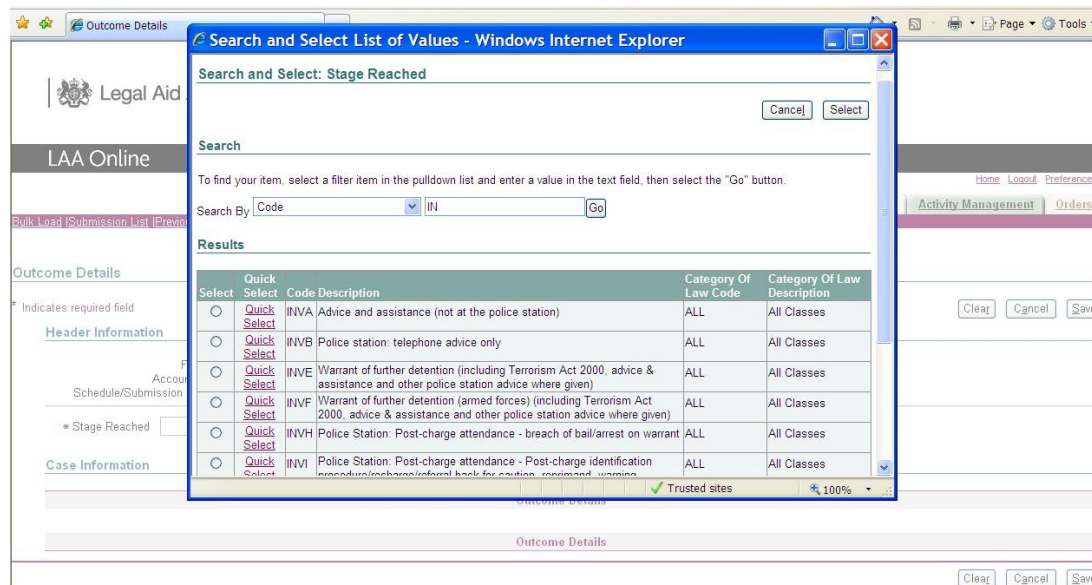 Outcome Details
Page
Tools
Search and Select List of Values - Windows Internet Explorer
Search and Select: Stage Reached
Cancel
Select
Legal Aid
LAA Online
Search
To find your item, select a filter item in the pulldown list and enter a value in the text field, then select the "Go" button.
Search By Code IN Go
Home Logout Preference
Activity Management Orders
Bulk Load |Submission List |
Results
Select Quick Select Code Description Category Of Law Code Category Of Law Description
Quick Select INVA Advice and assistance (not at the police station) ALL All Classes
Quick Select INVB Police station: telephone advice only ALL All Classes
Quick Select INVE Warrant of further detention (including Terrorism Act 2000, advice &
assistance and other police station advice where given) ALL All Classes
Quick Select INVF Warrant of further detention (armed forces) (including Terrorism Act
2000, advice & assistance and other police station advice where given) ALL All Classes
Quick Select INVH Police Station: Post-charge attendance - breach of bail/arrest on warrant ALL All Classes
Quick Select INVI Police Station: Post-charge attendance - Post-charge identification
procedure/recharge/referral back for caution, reprimand, warning ALL All Classes
Trusted sites 100%
Outcome Details
* Indicates required field
Clear Cancel Save
Header Information
Schedule/Submission
* Stage Reached
Case Information
Outcome Details
Outcome Details
Clear Cancel Save